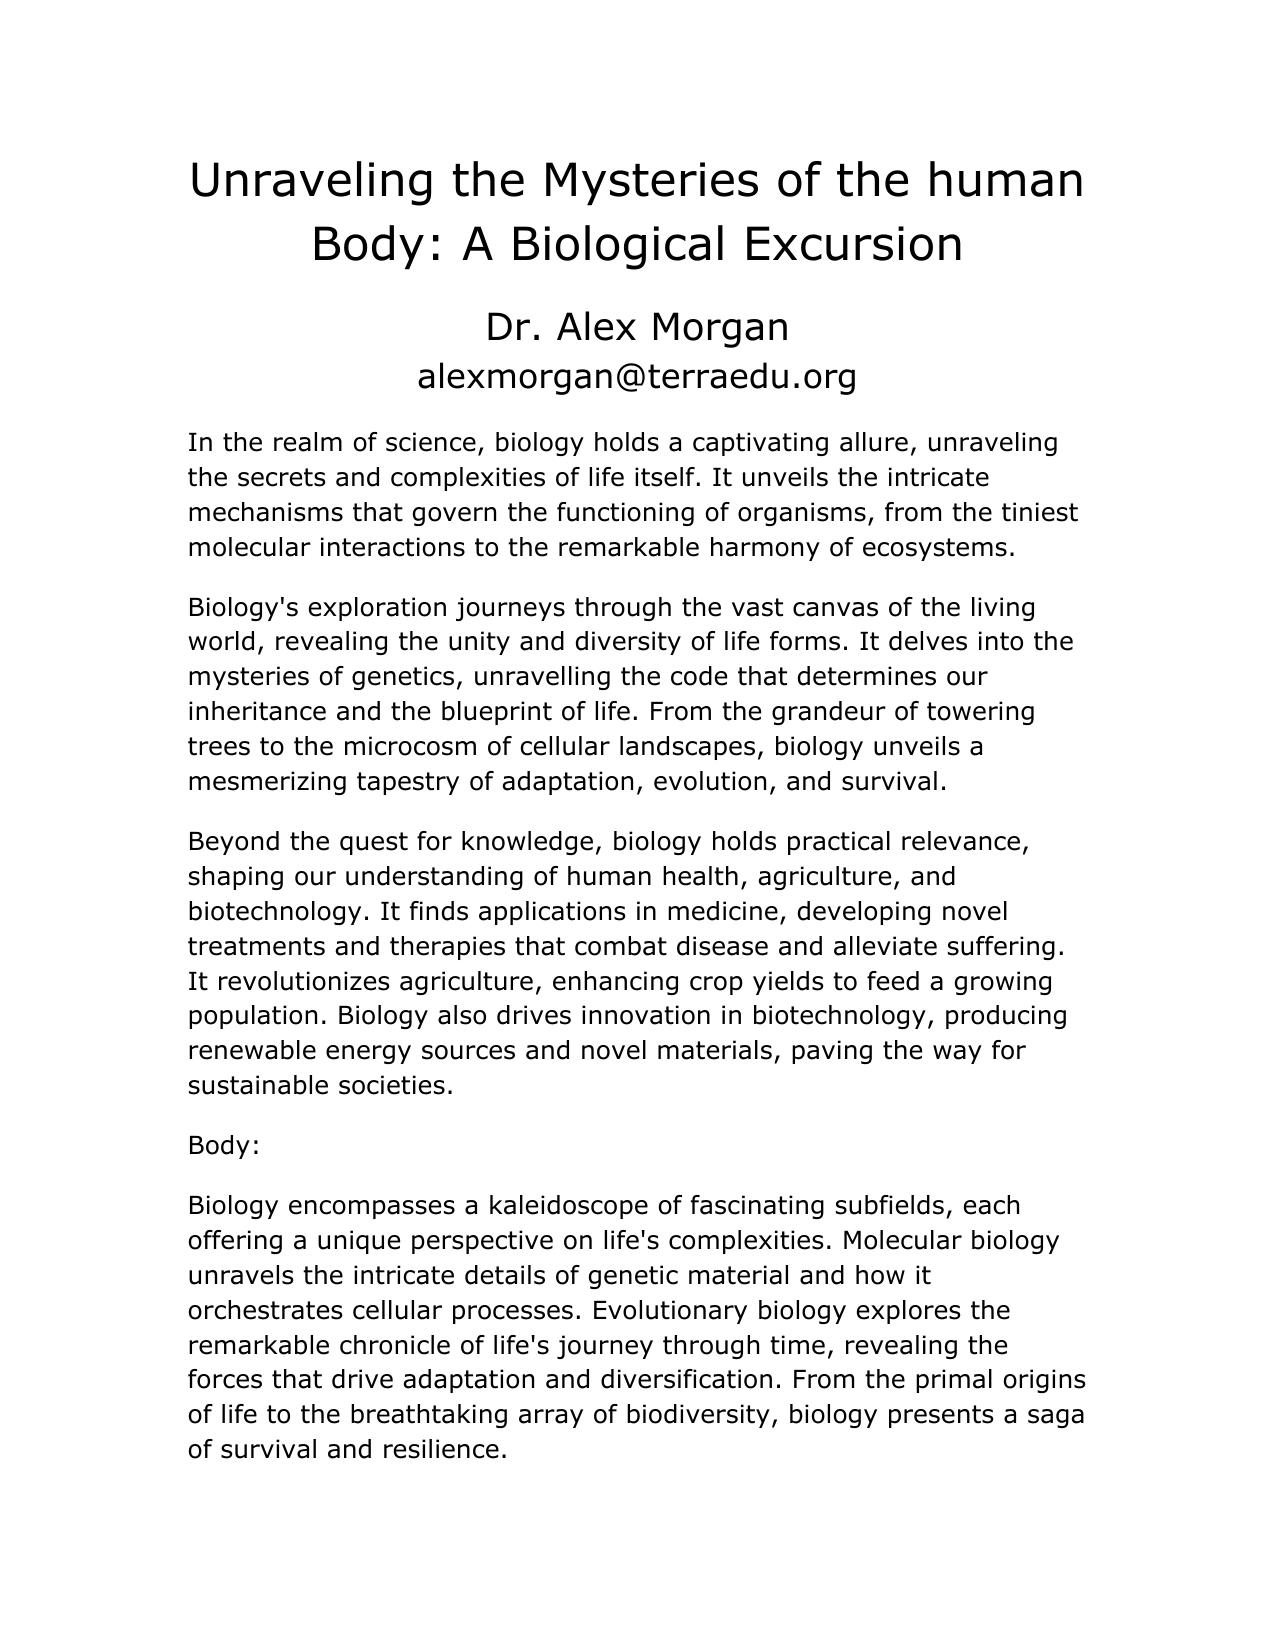 Unraveling the Mysteries of the human
Body: A Biological Excursion
Dr. Alex Morgan
alexmorgan@terraedu.org
In the realm of science, biology holds a captivating allure, unraveling
the secrets and complexities of life itself. It unveils the intricate
mechanisms that govern the functioning of organisms, from the tiniest
molecular interactions to the remarkable harmony of ecosystems.
Biology's exploration journeys through the vast canvas of the living
world, revealing the unity and diversity of life forms. It delves into the
mysteries of genetics, unravelling the code that determines our
inheritance and the blueprint of life. From the grandeur of towering
trees to the microcosm of cellular landscapes, biology unveils a
mesmerizing tapestry of adaptation, evolution, and survival.
Beyond the quest for knowledge, biology holds practical relevance,
shaping our understanding of human health, agriculture, and
biotechnology. It finds applications in medicine, developing novel
treatments and therapies that combat disease and alleviate suffering.
It revolutionizes agriculture, enhancing crop yields to feed a growing
population. Biology also drives innovation in biotechnology, producing
renewable energy sources and novel materials, paving the way for
sustainable societies.
Body:
Biology encompasses a kaleidoscope of fascinating subfields, each
offering a unique perspective on life's complexities. Molecular biology
unravels the intricate details of genetic material and how it
orchestrates cellular processes. Evolutionary biology explores the
remarkable chronicle of life's journey through time, revealing the
forces that drive adaptation and diversification. From the primal origins
of life to the breathtaking array of biodiversity, biology presents a saga
of survival and resilience.